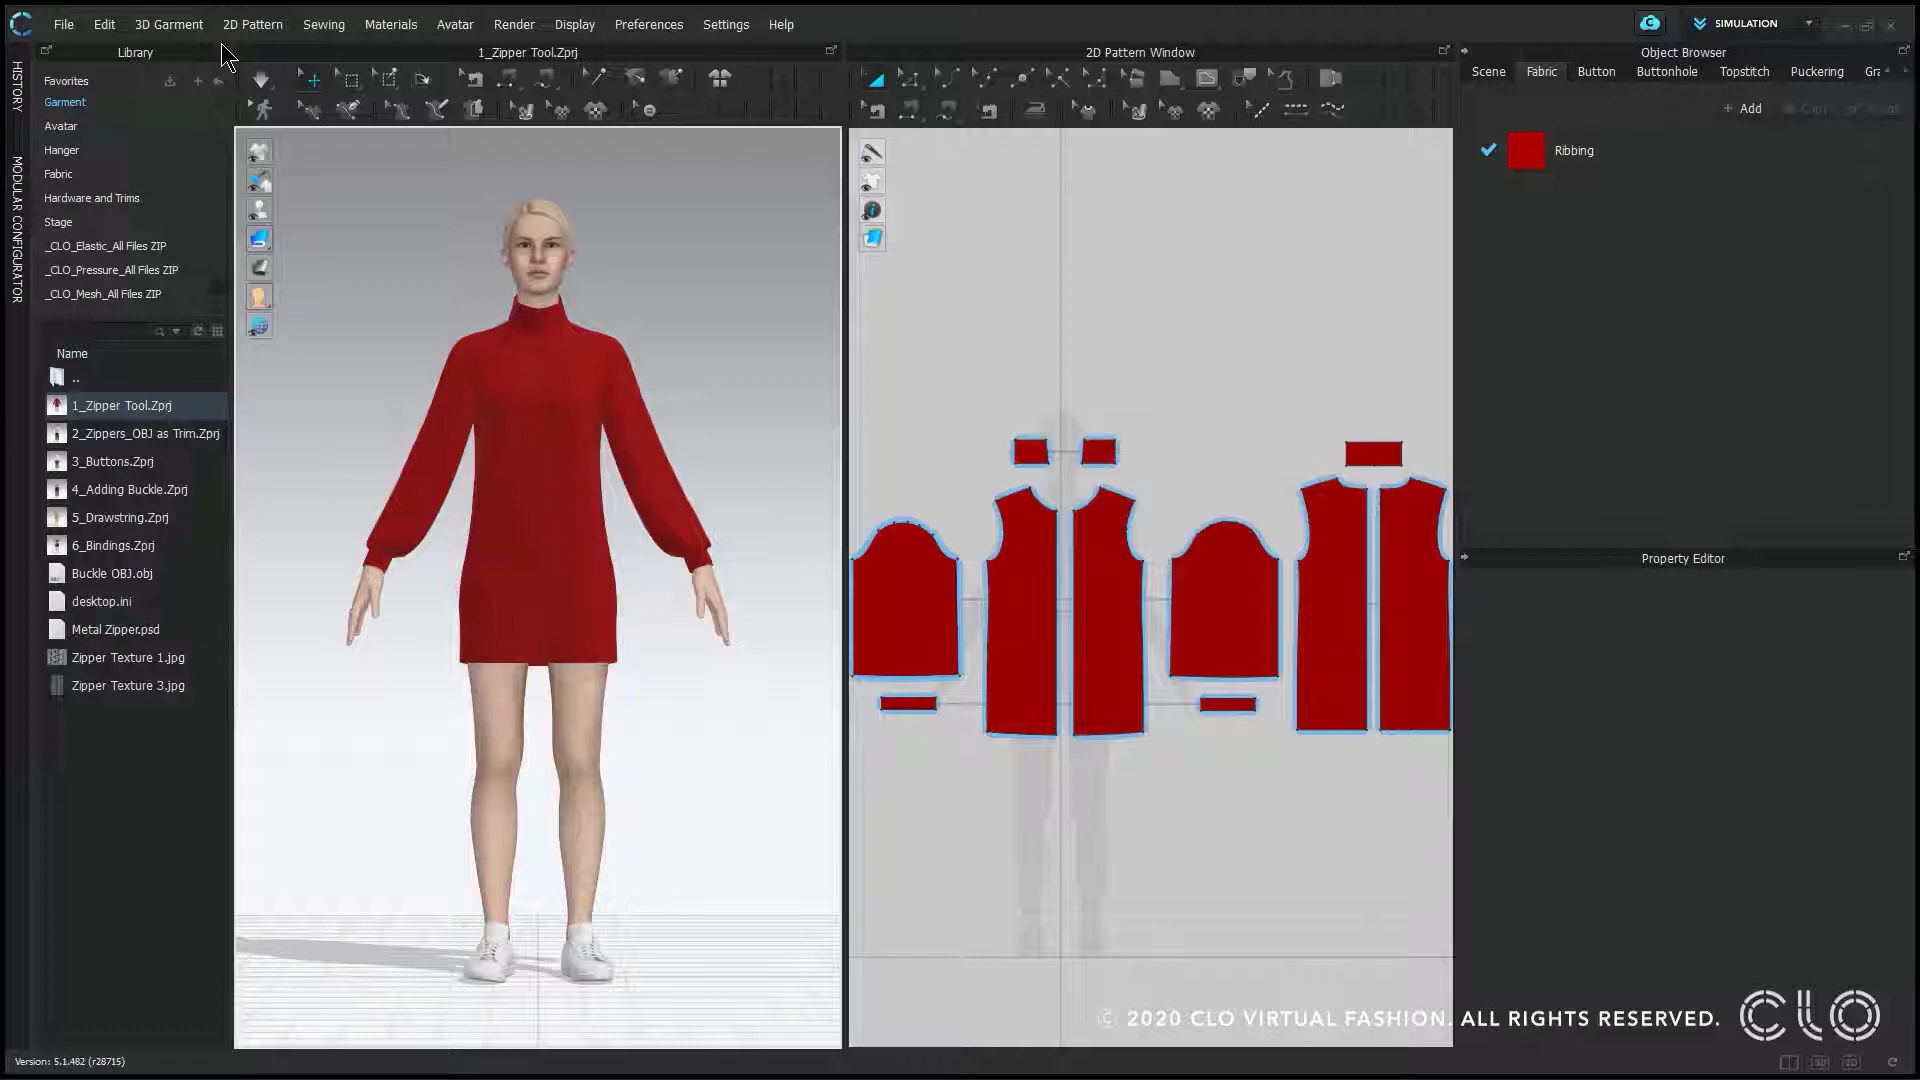 File Edit 3D Garment 2D Pattern Sewing Materials Avatar Render Display Preferences Settings Help
SIMULATION
Library
1_Zipper Tool.Zprj
2D Pattern Window
Object Browser
HISTORY
MODULAR CONFIGURATOR
Favorites
Garment
Avatar
Hanger
Fabric
Hardware and Trims
Stage
_CLO_Elastic_All Files ZIP
_CLO_Pressure_All Files ZIP
_CLO_Mesh_All Files ZIP
Name
..
1_Zipper Tool.Zprj
2_Zippers_OBJ as Trim.Zprj
3_Buttons.Zprj
4_Adding Buckle.Zprj
5_Drawstring.Zprj
6_Bindings.Zprj
Buckle OBJ.obj
desktop.ini
Metal Zipper.psd
Zipper Texture 1.jpg
Zipper Texture 3.jpg
Scene Fabric Button Buttonhole Topstitch Puckering Gra
+ Add
Ribbing
Property Editor
© 2020 CLO VIRTUAL FASHION. ALL RIGHTS RESERVED. CLO
Version: 5.1.482 (r28715)